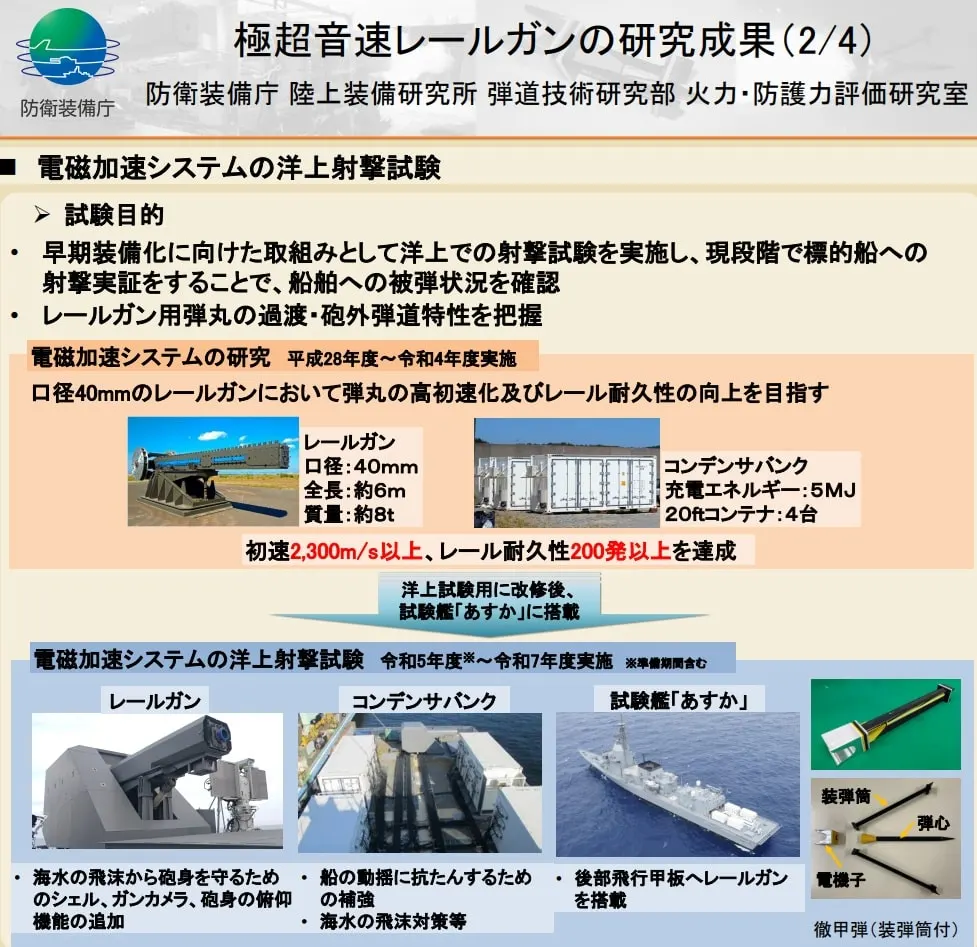 極超音速レールガンの研究成果(2/4)
防衛装備庁 陸上装備研究所 弾道技術研究部 火力・防護力評価研究室
防衛装備庁
■ 電磁加速システムの洋上射撃試験
➢ 試験目的
• 早期装備化に向けた取組みとして洋上での射撃試験を実施し、現段階で標的船への
射撃実証をすることで、船舶への被弾状況を確認
• レールガン用弾丸の過渡・砲外弾道特性を把握
電磁加速システムの研究 平成28年度～令和4年度実施
口径40mmのレールガンにおいて弾丸の高初速化及びレール耐久性の向上を目指す
レールガン
口径：40mm
全長：約6m
質量：約8t
コンデンサバンク
充電エネルギー：5MJ
20ftコンテナ：4台
初速2,300m/s以上、レール耐久性200発以上を達成
洋上試験用に改修後、
試験艦「あすか」に搭載
電磁加速システムの洋上射撃試験 令和5年度※～令和7年度実施 ※準備期間含む
レールガン
• 海水の飛沫から砲身を守るため
のシェル、ガンカメラ、砲身の俯仰
機能の追加
コンデンサバンク
• 船の動揺に抗たんするため
の補強
• 海水の飛沫対策等
試験艦「あすか」
• 後部飛行甲板へレールガン
を搭載
装弾筒
弾心
電機子
徹甲弾(装弾筒付)